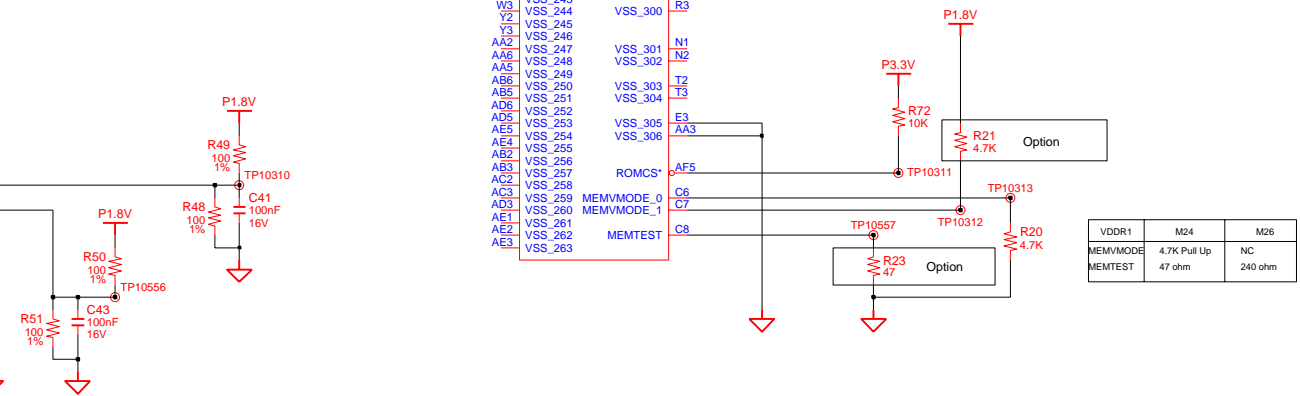 W3 VSS_244
Y2 VSS_245
Y3 VSS_246
AA2 VSS_247
AA6 VSS_248
AA5 VSS_249
AB6 VSS_250
AB5 VSS_251
AD6 VSS_252
AD5 VSS_253
AE5 VSS_254
AE4 VSS_255
AB2 VSS_256
AB3 VSS_257
AC2 VSS_258
AC3 VSS_259
AD3 VSS_260
AE1 VSS_261
AE2 VSS_262
AE3 VSS_263
VSS_300 R3
VSS_301 N1
VSS_302 N2
VSS_303 T2
VSS_304 T3
VSS_305 E3
VSS_306 AA3
ROMCS* AF5
MEMVMODE_0 C6
MEMVMODE_1 C7
MEMTEST C8
P1.8V
R49
100
1%
TP10310
R48
100
1%
C41
100nF
16V
P1.8V
R50
100
1%
TP10556
R51
100
1%
C43
100nF
16V
P3.3V
R72
10K
TP10311
P1.8V
R21
4.7K
Option
TP10312
TP10313
R20
4.7K
TP10557
R23
47
Option
VDDR1 M24 M26
MEMVMODE 4.7K Pull Up NC
MEMTEST 47 ohm 240 ohm